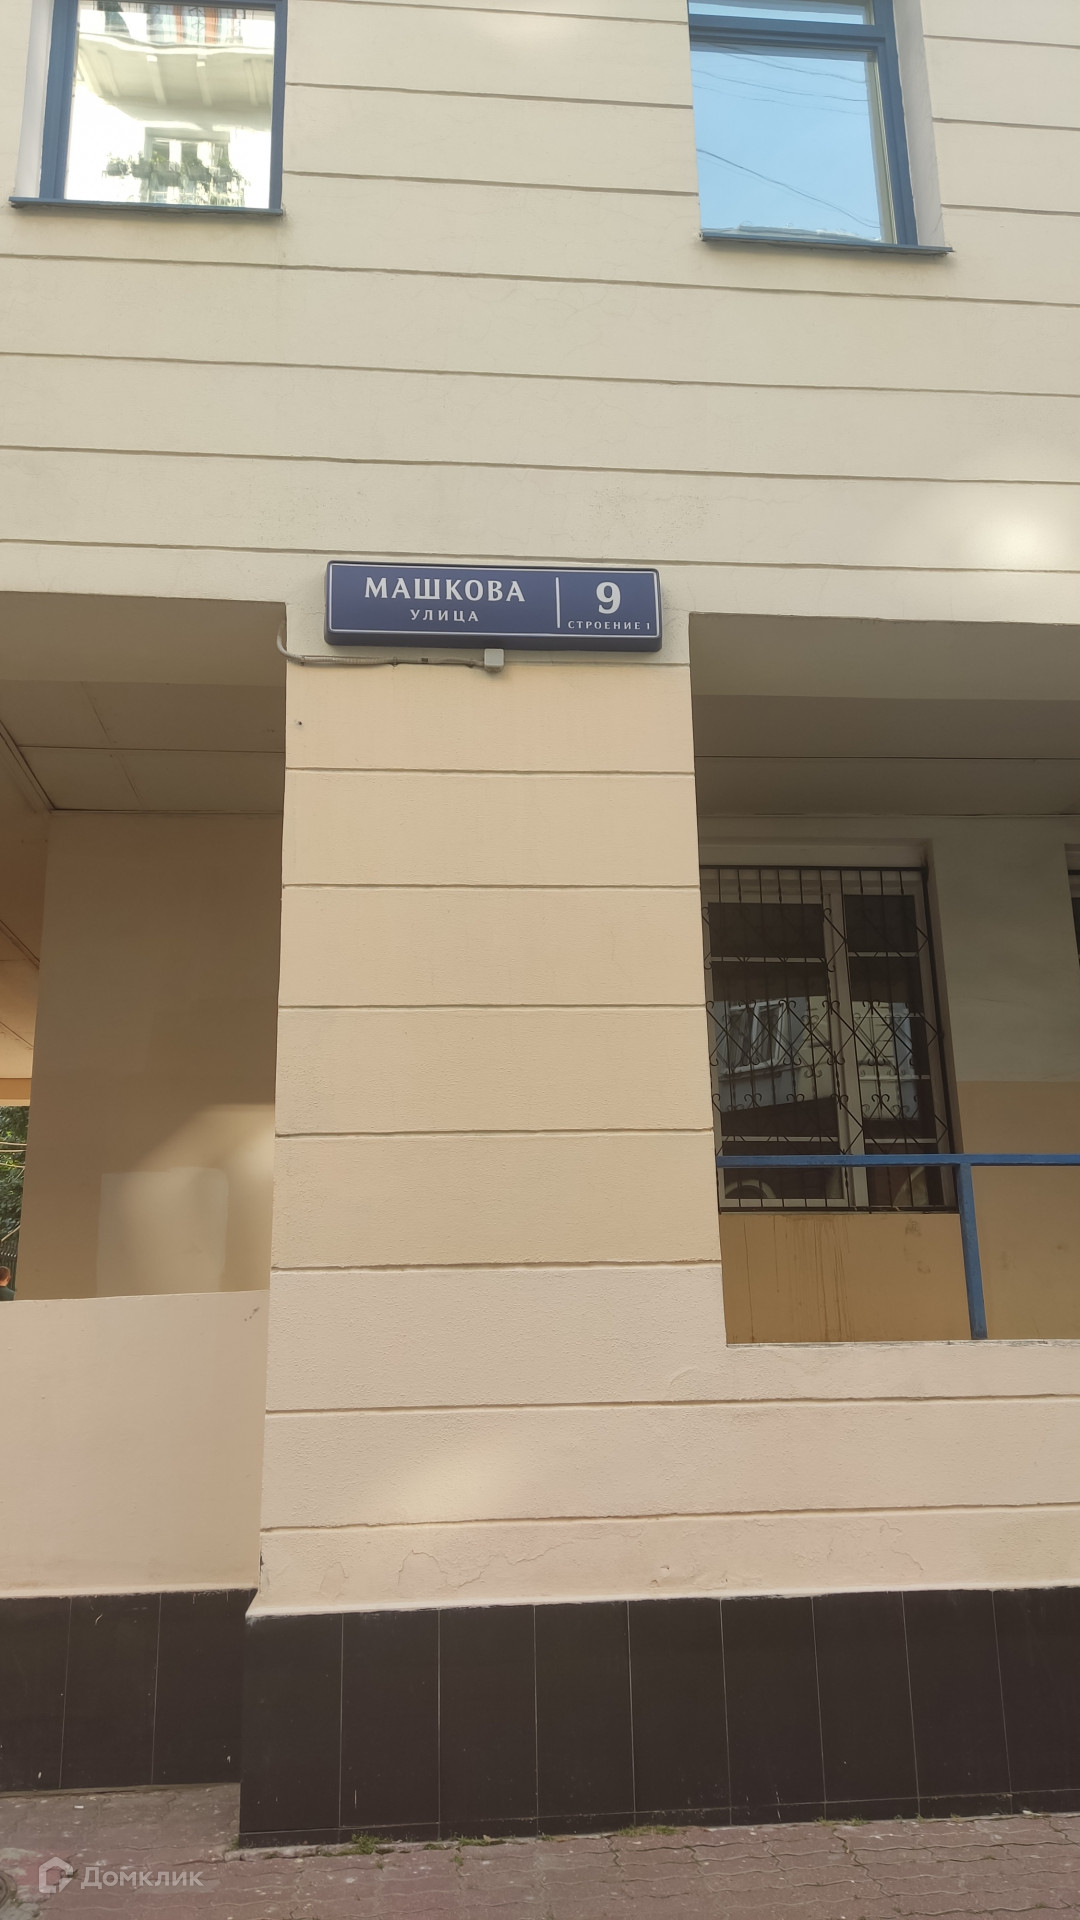 МАШКОВА
УЛИЦА
9
СТРОЕНИЕ 1
Домклик